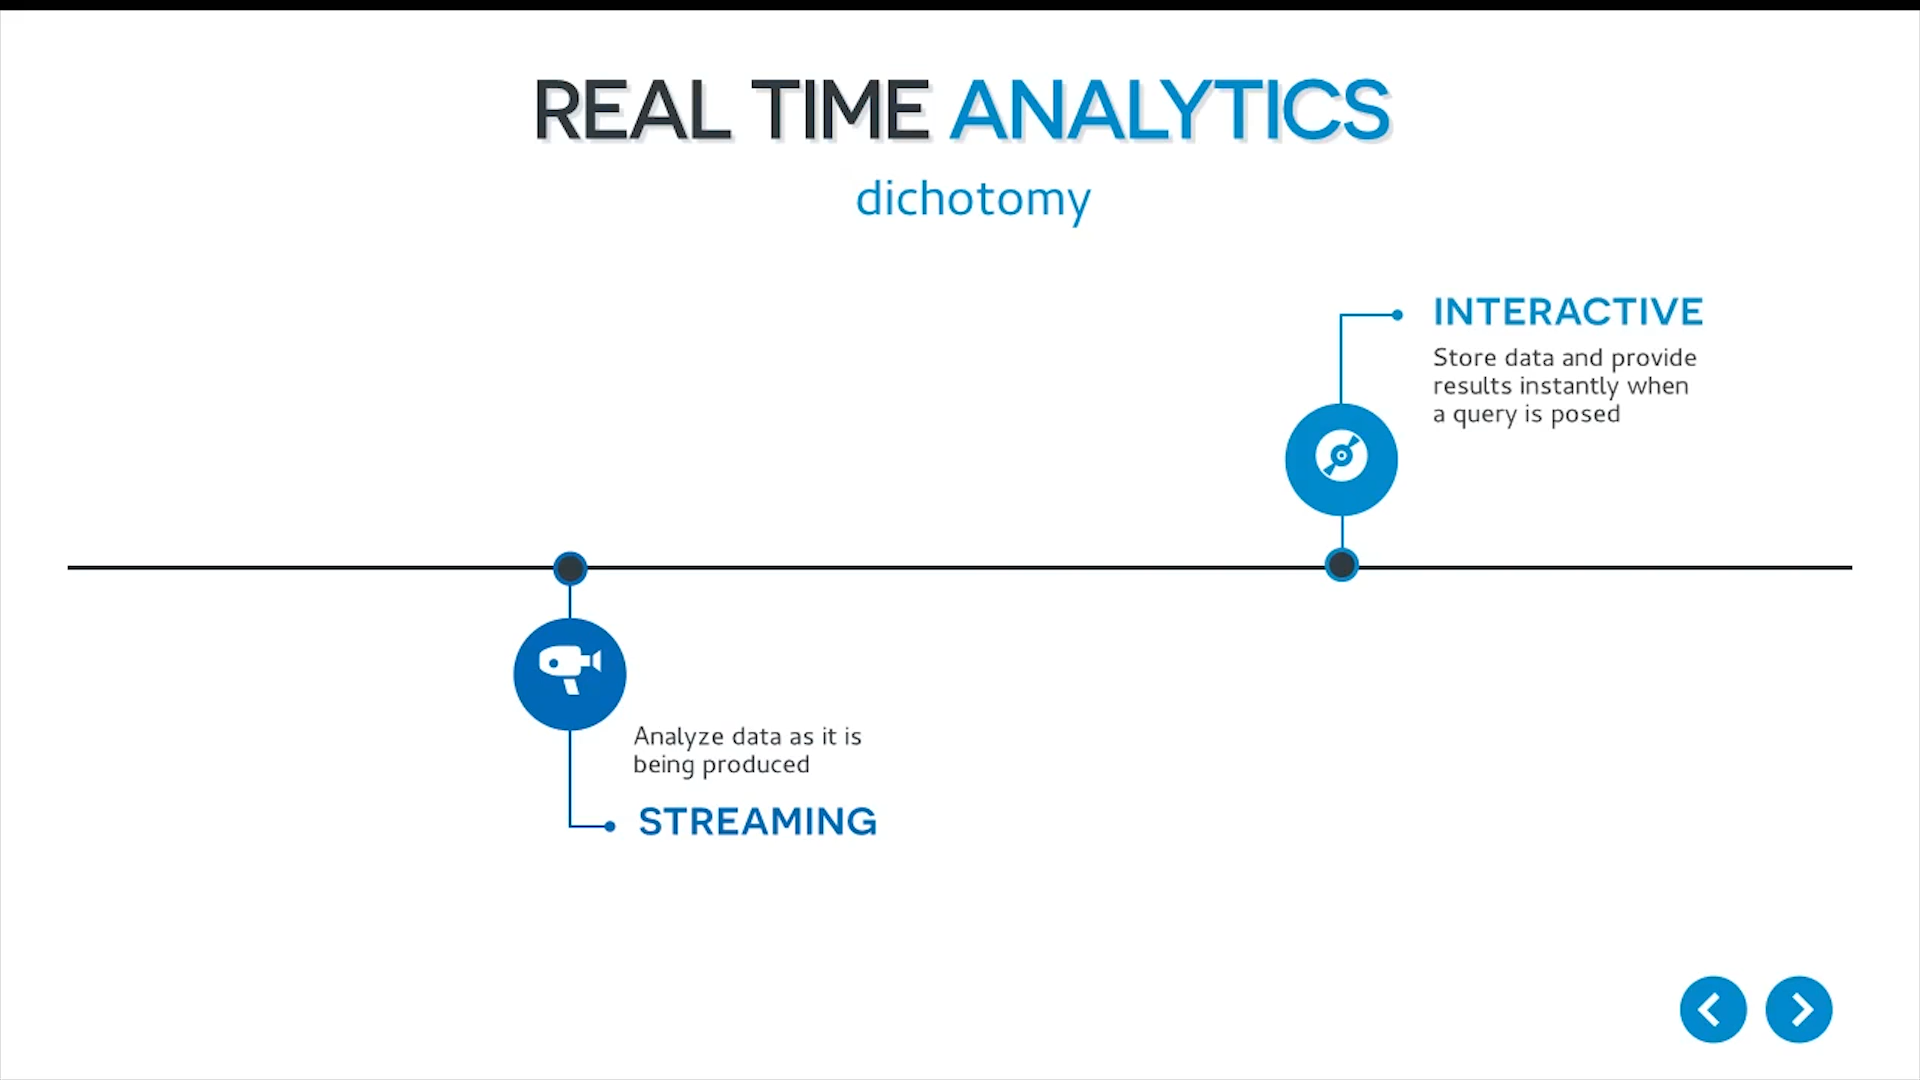 REAL TIME ANALYTICS
dichotomy
INTERACTIVE
Store data and provide
results instantly when
a query is posed
Analyze data as it is
being produced
STREAMING